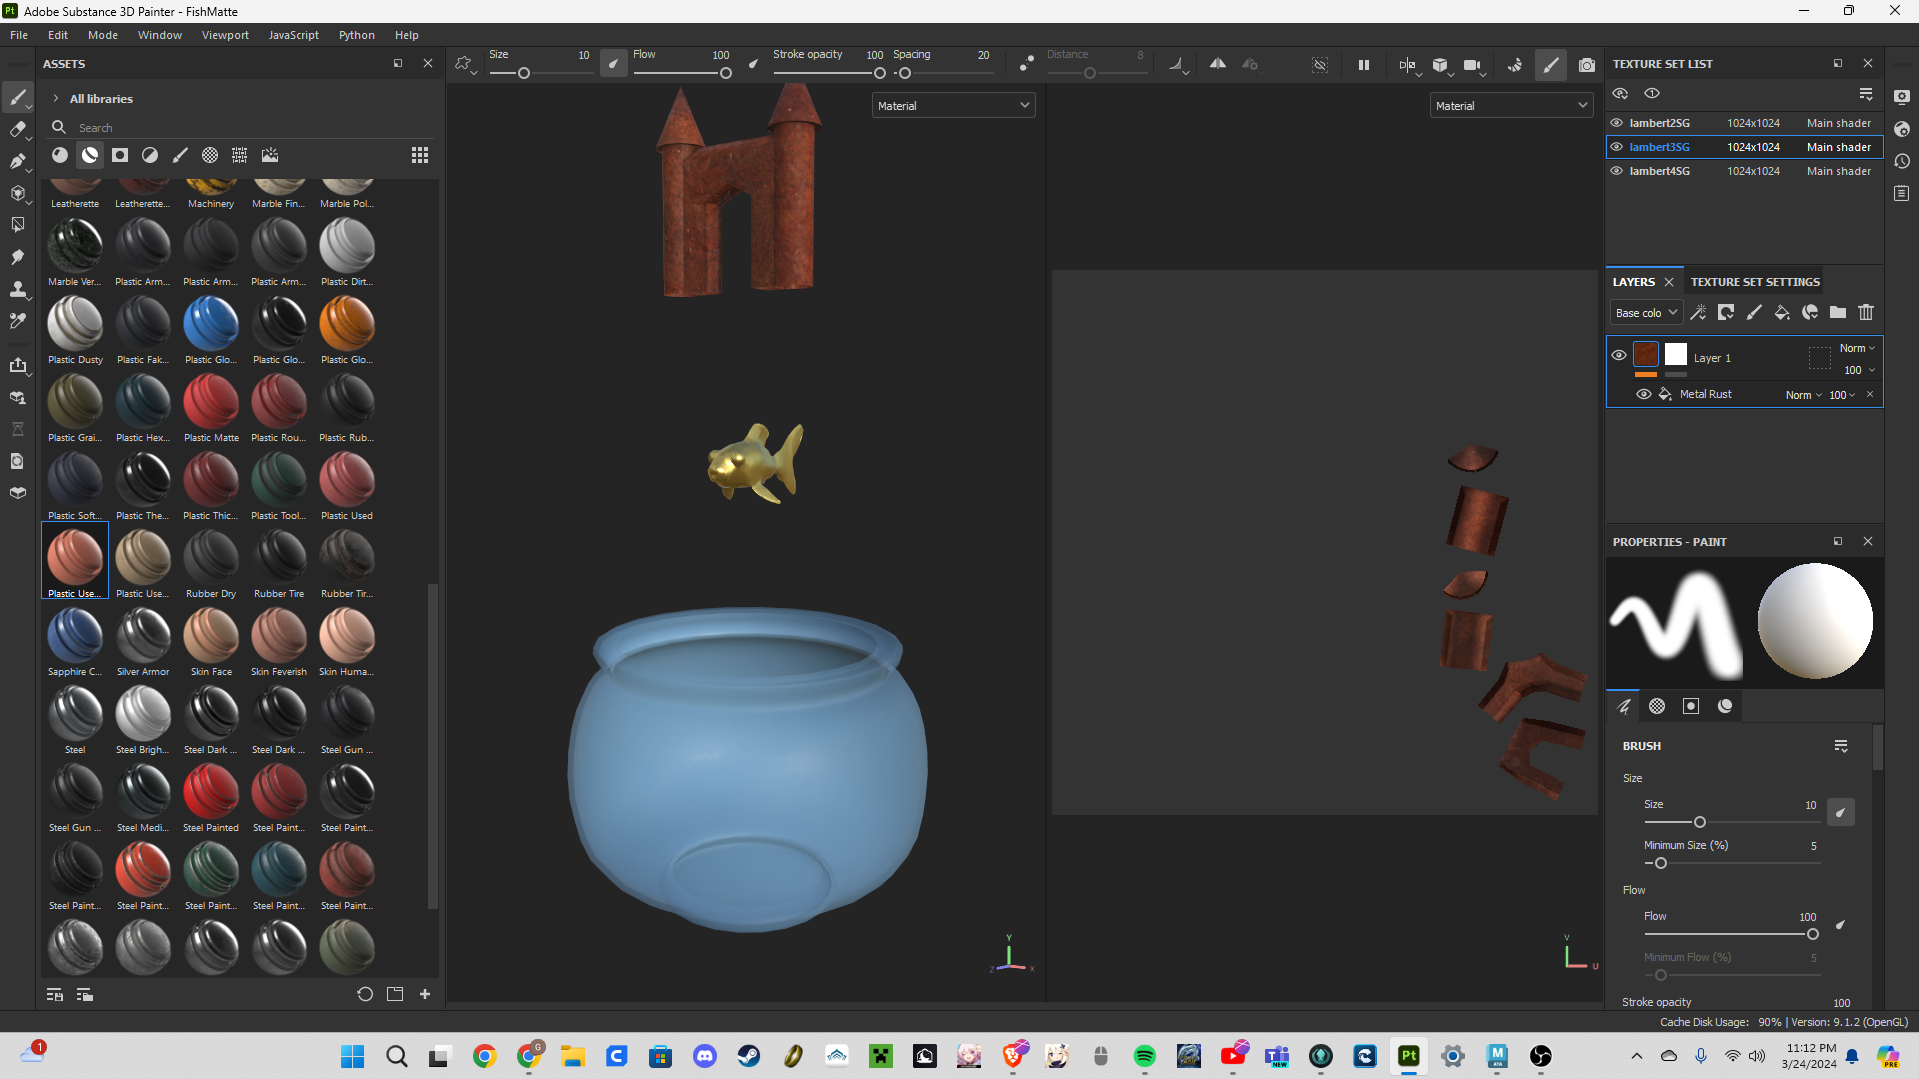 Adobe Substance 3D Painter - FishMatte
File Edit Mode Window Viewport JavaScript Python Help
ASSETS
All libraries
Search
Leatherette Leatherette... Machinery Marble Fin... Marble Pol...
Marble Ver... Plastic Arm... Plastic Arm... Plastic Arm... Plastic Dirt...
Plastic Dusty Plastic Fak... Plastic Glo... Plastic Glo... Plastic Glo...
Plastic Grai... Plastic Hex... Plastic Matte Plastic Rou... Plastic Rub...
Plastic Soft... Plastic The... Plastic Thic... Plastic Tool... Plastic Used
Plastic Use... Plastic Use... Rubber Dry Rubber Tire Rubber Tir...
Sapphire C... Silver Armor Skin Face Skin Feverish Skin Huma...
Steel Steel Brigh... Steel Dark ... Steel Dark ... Steel Gun ...
Steel Gun ... Steel Medi... Steel Painted Steel Paint... Steel Paint...
Steel Paint... Steel Paint... Steel Paint... Steel Paint... Steel Paint...
Size 10 Flow 100 Stroke opacity 100 Spacing 20 Distance 8
Material
Material
Y
Z X
V
U
TEXTURE SET LIST
lambert2SG 1024x1024 Main shader
lambert3SG 1024x1024 Main shader
lambert4SG 1024x1024 Main shader
LAYERS TEXTURE SET SETTINGS
Base colo
Layer 1 Norm
100
Metal Rust Norm 100
PROPERTIES - PAINT
BRUSH
Size
Size 10
Minimum Size (%) 5
Flow
Flow 100
Minimum Flow (%) 5
Stroke opacity 100
Cache Disk Usage: 90% | Version: 9.1.2 (OpenGL)
1
G
Pt
NEW
M
11:12 PM
3/24/2024
PRE